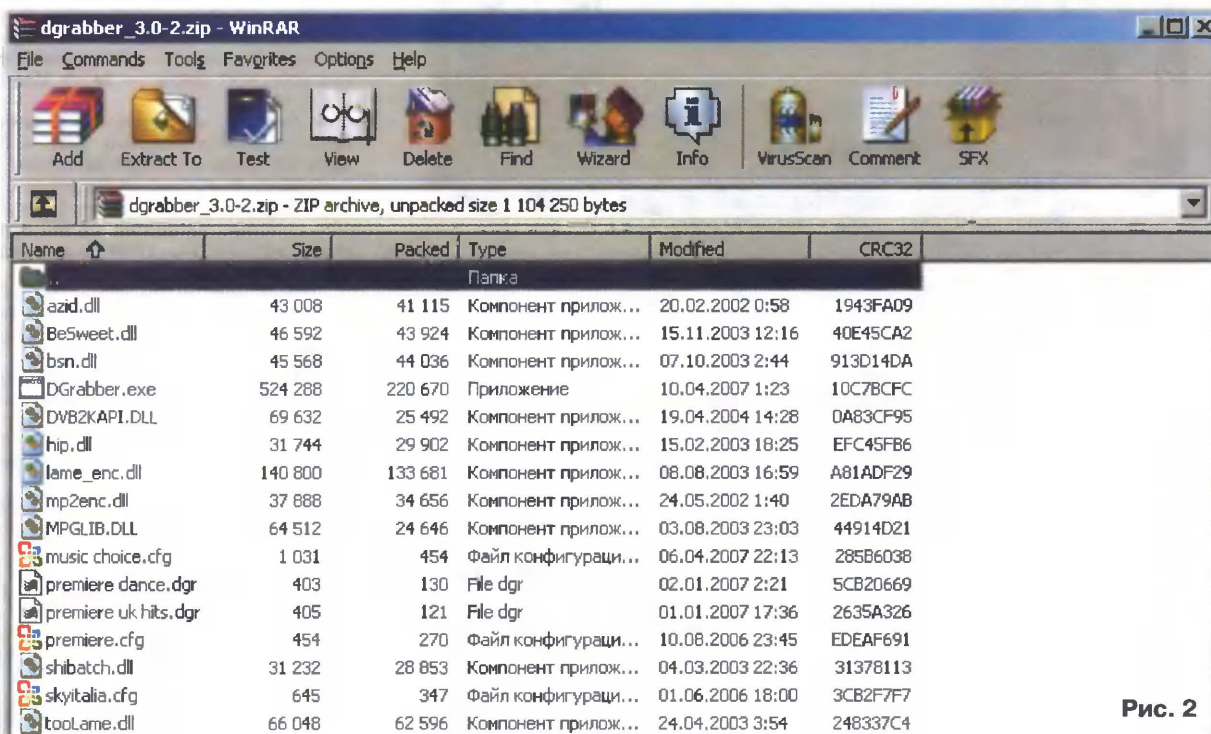 dgrabber_3.0-2.zip - WinRAR
File Commands Tools Favorites Options Help
Add Extract To Test View Delete Find Wizard Info VirusScan Comment SFX
dgrabber_3.0-2.zip - ZIP archive, unpacked size 1 104 250 bytes
Name Size Packed Type Modified CRC32
.. Папка
azid.dll 43 008 41 115 Компонент прилож... 20.02.2002 0:58 1943FA09
BeSweet.dll 46 592 43 924 Компонент прилож... 15.11.2003 12:16 40E45CA2
bsn.dll 45 568 44 036 Компонент прилож... 07.10.2003 2:44 913D14DA
DGrabber.exe 524 288 220 670 Приложение 10.04.2007 1:23 10C7BCFC
DVB2KAPI.DLL 69 632 25 492 Компонент прилож... 19.04.2004 14:28 0A83CF95
hip.dll 31 744 29 902 Компонент прилож... 15.02.2003 18:25 EFC45FB6
lame_enc.dll 140 800 133 681 Компонент прилож... 08.08.2003 16:59 A81ADF29
mp2enc.dll 37 888 34 656 Компонент прилож... 24.05.2002 1:40 2EDA79AB
MPGLIB.DLL 64 512 24 646 Компонент прилож... 03.08.2003 23:03 44914D21
music choice.cfg 1 031 454 Файл конфигураци... 06.04.2007 22:13 285B6038
premiere dance.dgr 403 130 File dgr 02.01.2007 2:21 5CB20669
premiere uk hits.dgr 405 121 File dgr 01.01.2007 17:36 2635A326
premiere.cfg 454 270 Файл конфигураци... 10.08.2006 23:45 EDEAF691
shibatch.dll 31 232 28 853 Компонент прилож... 04.03.2003 22:36 31378113
skyitalia.cfg 645 347 Файл конфигураци... 01.06.2006 18:00 3CB2F7F7
tooLame.dll 66 048 62 596 Компонент прилож... 24.04.2003 3:54 248337C4
Рис. 2